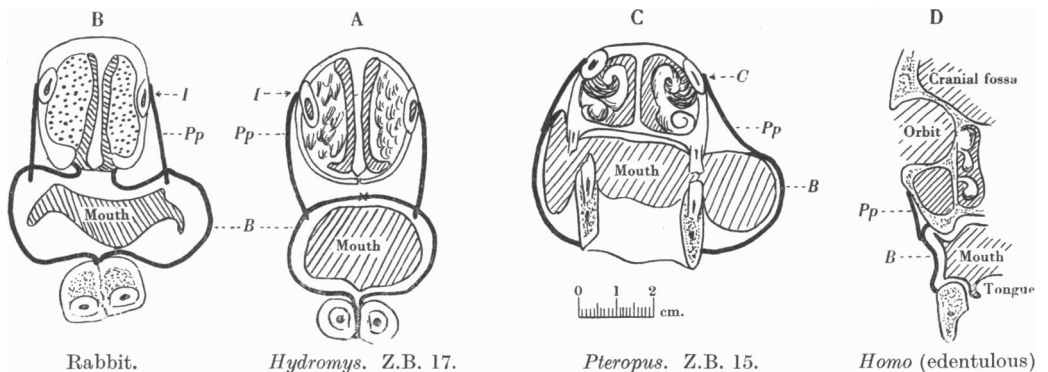 B
I
Pp
Mouth
B
Rabbit.
A
I
Pp
Mouth
Hydromys. Z.B. 17.
C
C
Pp
Mouth
B
0 1 2
cm.
Pteropus. Z.B. 15.
D
Cranial fossa
Orbit
Pp
B
Mouth
Tongue
Homo (edentulous)